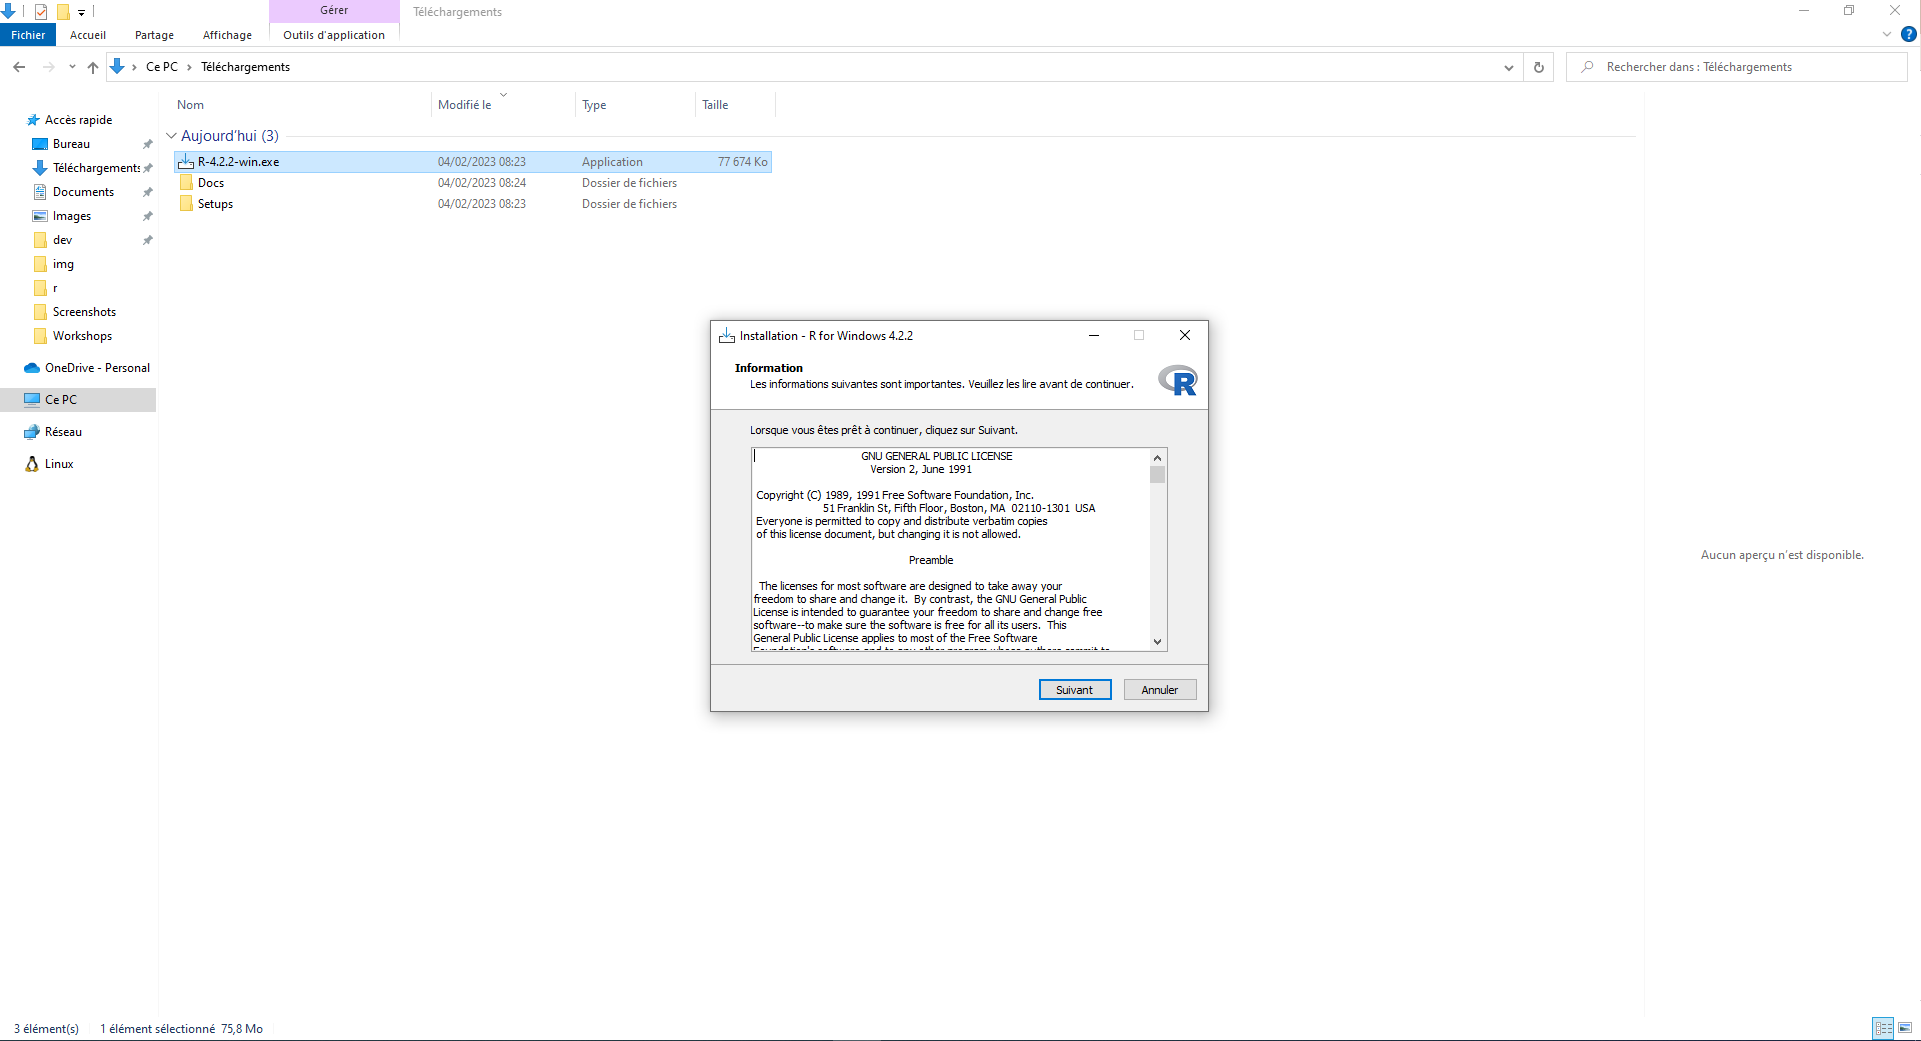 Gérer
Téléchargements
Fichier
Accueil
Partage
Affichage
Outils d'application
?
Ce PC
Téléchargements
Rechercher dans : Téléchargements
Nom
Modifié le
Type
Taille
Accès rapide
Bureau
Téléchargements
Documents
Images
dev
img
r
Screenshots
Workshops
OneDrive - Personal
Ce PC
Réseau
Linux
Aujourd'hui (3)
R-4.2.2-win.exe 04/02/2023 08:23 Application 77 674 Ko
Docs 04/02/2023 08:24 Dossier de fichiers
Setups 04/02/2023 08:23 Dossier de fichiers
Installation - R for Windows 4.2.2
Information
Les informations suivantes sont importantes. Veuillez les lire avant de continuer.
R
Lorsque vous êtes prêt à continuer, cliquez sur Suivant.
GNU GENERAL PUBLIC LICENSE
Version 2, June 1991
Copyright (C) 1989, 1991 Free Software Foundation, Inc.
51 Franklin St, Fifth Floor, Boston, MA 02110-1301 USA
Everyone is permitted to copy and distribute verbatim copies
of this license document, but changing it is not allowed.
Preamble
The licenses for most software are designed to take away your
freedom to share and change it. By contrast, the GNU General Public
License is intended to guarantee your freedom to share and change free
software--to make sure the software is free for all its users. This
General Public License applies to most of the Free Software
Foundation's software and to any other program whose authors commit to
Suivant
Annuler
Aucun aperçu n'est disponible.
3 élément(s)
1 élément sélectionné 75,8 Mo